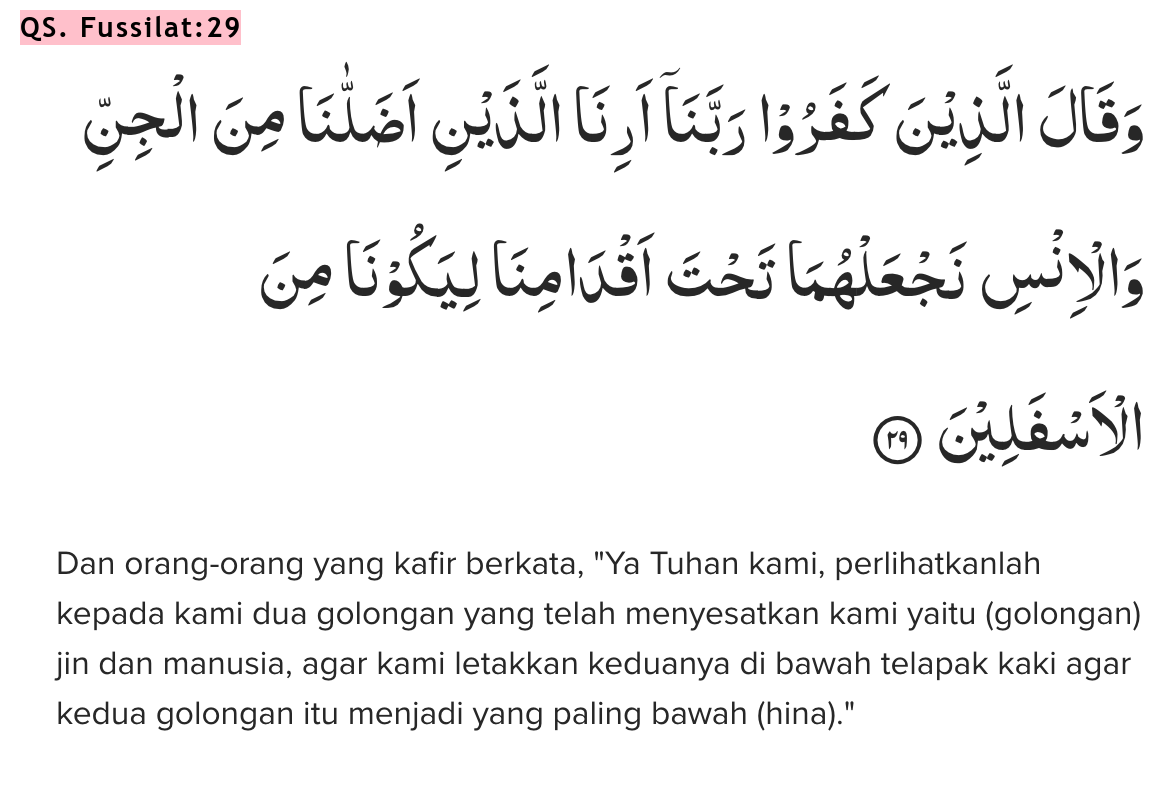 QS. Fussilat:29
وَقَالَ الَّذِيْنَ كَفَرُوْا رَبَّنَآ اَرِنَا الَّذَيْنِ اَضَلّٰنَا مِنَ الْجِنِّ
وَالْاِنْسِ نَجْعَلْهُمَا تَحْتَ اَقْدَامِنَا لِيَكُوْنَا مِنَ
الْاَسْفَلِيْنَ ٢٩
Dan orang-orang yang kafir berkata, "Ya Tuhan kami, perlihatkanlah
kepada kami dua golongan yang telah menyesatkan kami yaitu (golongan)
jin dan manusia, agar kami letakkan keduanya di bawah telapak kaki agar
kedua golongan itu menjadi yang paling bawah (hina)."